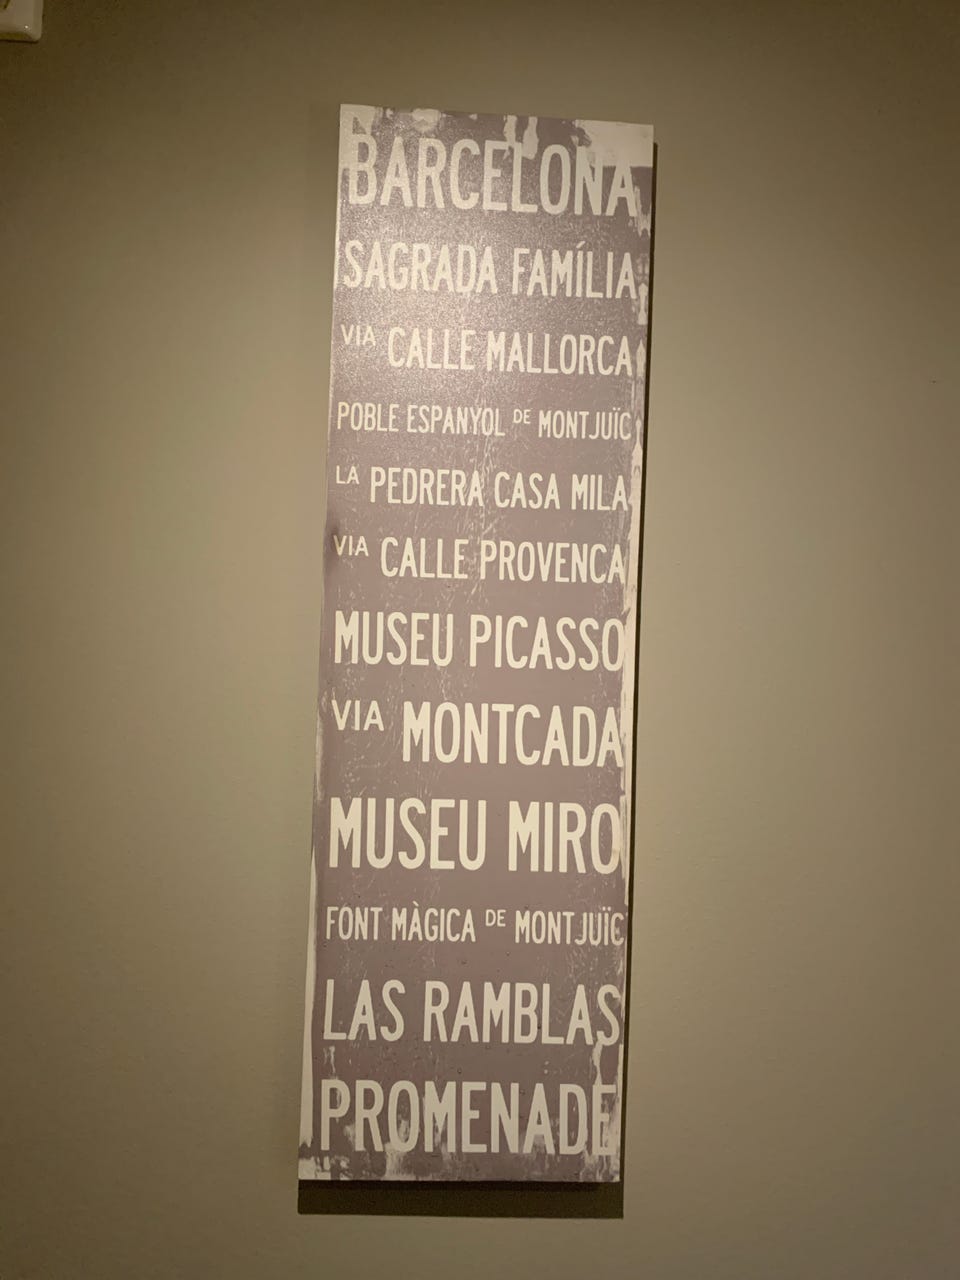 BARCELONA
SAGRADA FAMÍLIA
VIA CALLE MALLORCA
POBLE ESPANYOL DE MONTJUÏC
LA PEDRERA CASA MILA
VIA CALLE PROVENCA
MUSEU PICASSO
VIA MONTCADA
MUSEU MIRO
FONT MÀGICA DE MONTJUÏC
LAS RAMBLAS
PROMENADE